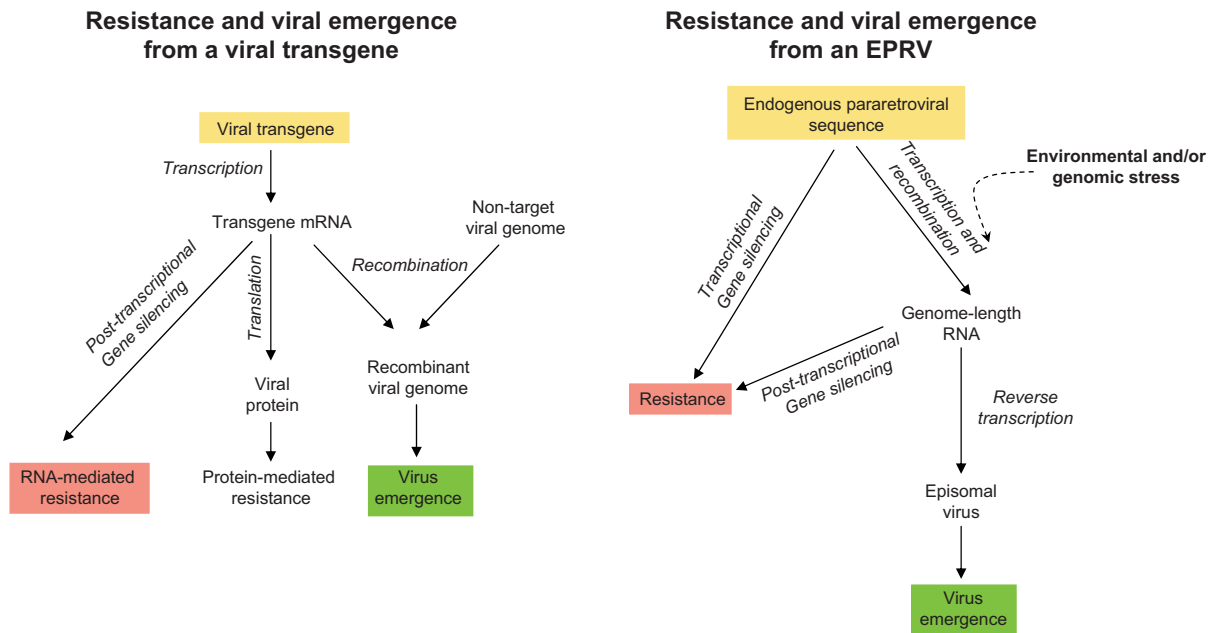 Resistance and viral emergence
from a viral transgene
Viral transgene
Transcription
Transgene mRNA
Non-target
viral genome
Recombination
Post-transcriptional
Gene silencing
Translation
Viral
protein
Recombinant
viral genome
RNA-mediated
resistance
Protein-mediated
resistance
Virus
emergence
Resistance and viral emergence
from an EPRV
Endogenous pararetroviral
sequence
Environmental and/or
genomic stress
Transcription and
recombination
Transcriptional
Gene silencing
Genome-length
RNA
Post-transcriptional
Gene silencing
Resistance
Reverse
transcription
Episomal
virus
Virus
emergence